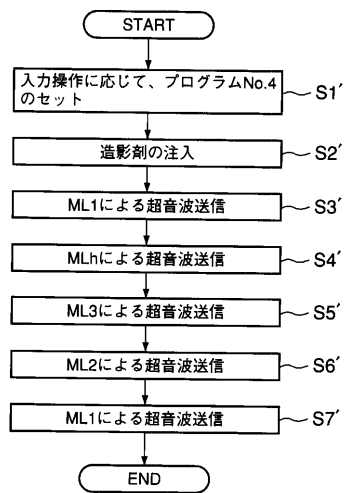 START
入力操作に応じて、プログラムNo.4
のセット
S1′
造影剤の注入
S2′
ML1による超音波送信
S3′
MLhによる超音波送信
S4′
ML3による超音波送信
S5′
ML2による超音波送信
S6′
ML1による超音波送信
S7′
END